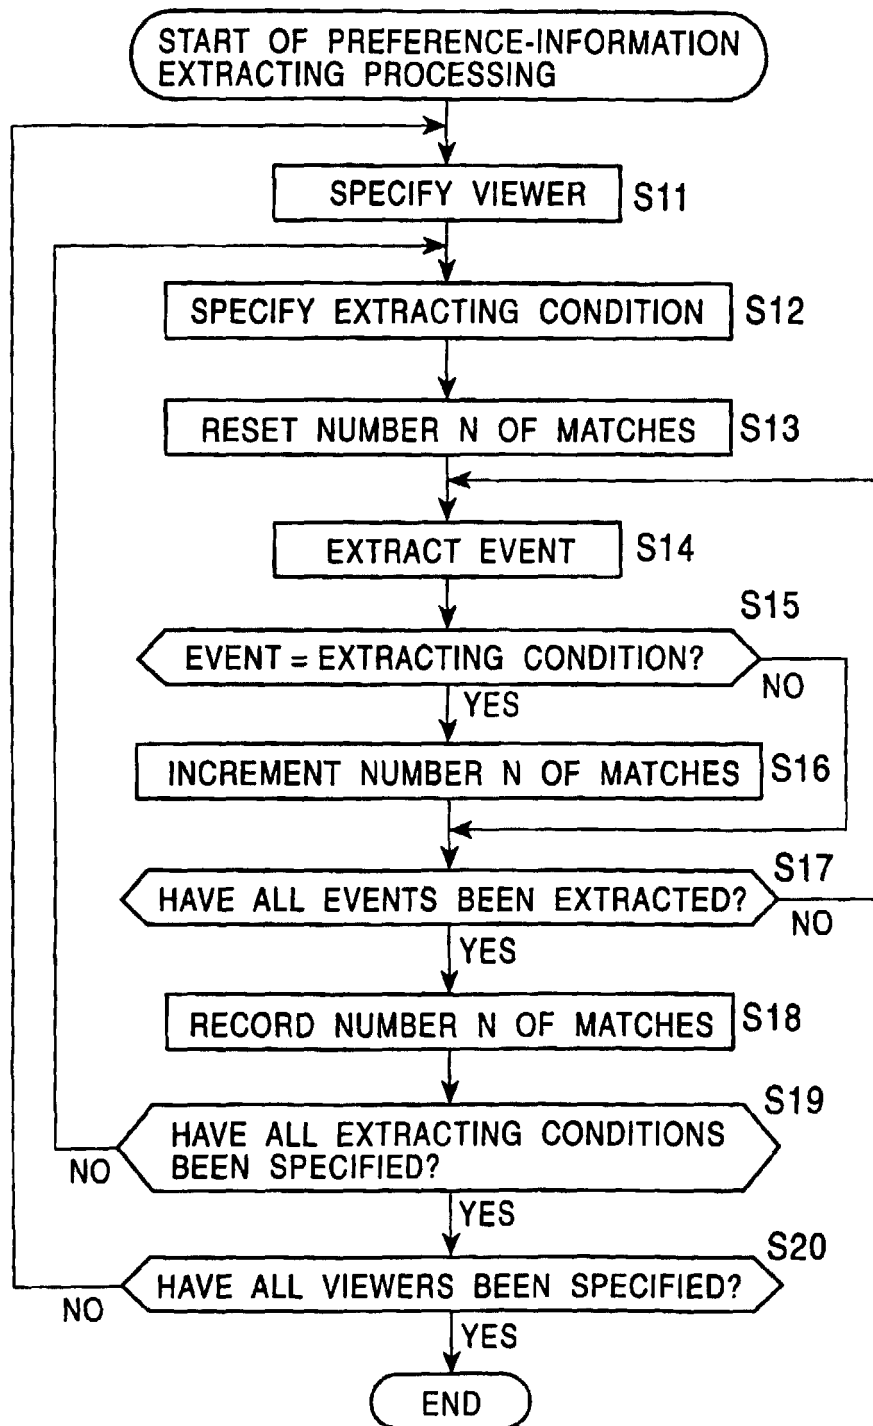 START OF PREFERENCE-INFORMATION
EXTRACTING PROCESSING
SPECIFY VIEWER
S11
SPECIFY EXTRACTING CONDITION
S12
RESET NUMBER N OF MATCHES
S13
EXTRACT EVENT
S14
S15
EVENT = EXTRACTING CONDITION?
NO
YES
INCREMENT NUMBER N OF MATCHES
S16
S17
HAVE ALL EVENTS BEEN EXTRACTED?
NO
YES
RECORD NUMBER N OF MATCHES
S18
S19
HAVE ALL EXTRACTING CONDITIONS
BEEN SPECIFIED?
NO
YES
S20
HAVE ALL VIEWERS BEEN SPECIFIED?
NO
YES
END